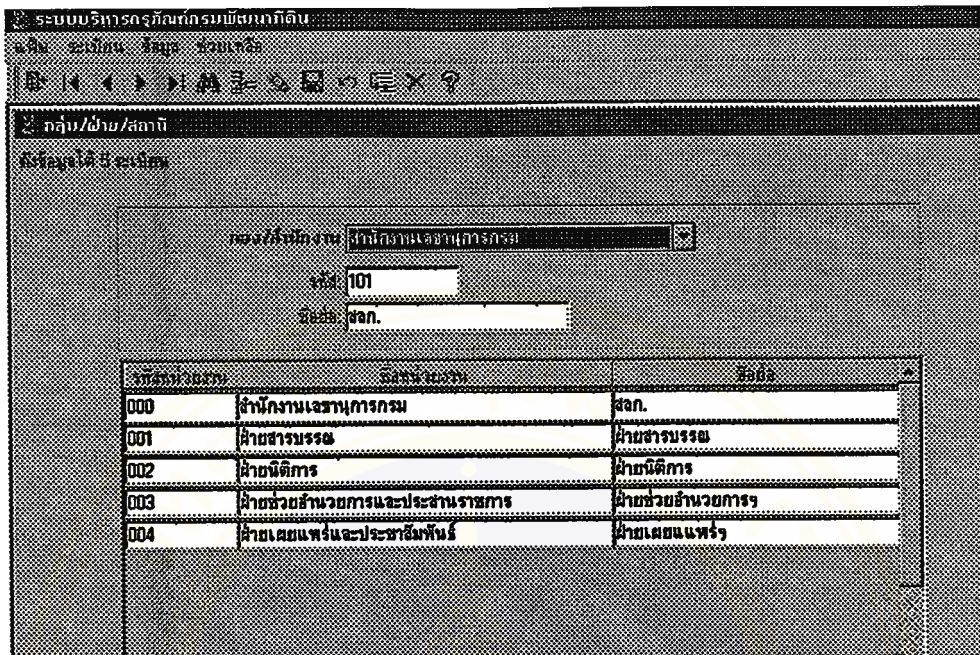 ระบบบริหารครุภัณฑ์กรมพัฒนาที่ดิน
แฟ้ม ระเบียน ข้อมูล ช่วยเหลือ
กลุ่ม/ฝ่าย/สถานี
ดึงข้อมูลได้ 5 ระเบียน
กอง/สำนักงาน สำนักงานเลขานุการกรม
รหัส: 101
ชื่อย่อ: สลก.
รหัสหน่วยงาน ชื่อหน่วยงาน ชื่อย่อ
000 สำนักงานเลขานุการกรม สลก.
001 ฝ่ายสารบรรณ ฝ่ายสารบรรณ
002 ฝ่ายนิติการ ฝ่ายนิติการ
003 ฝ่ายช่วยอำนวยการและประสานราชการ ฝ่ายช่วยอำนวยการฯ
004 ฝ่ายเผยแพร่และประชาสัมพันธ์ ฝ่ายเผยแพร่ฯ